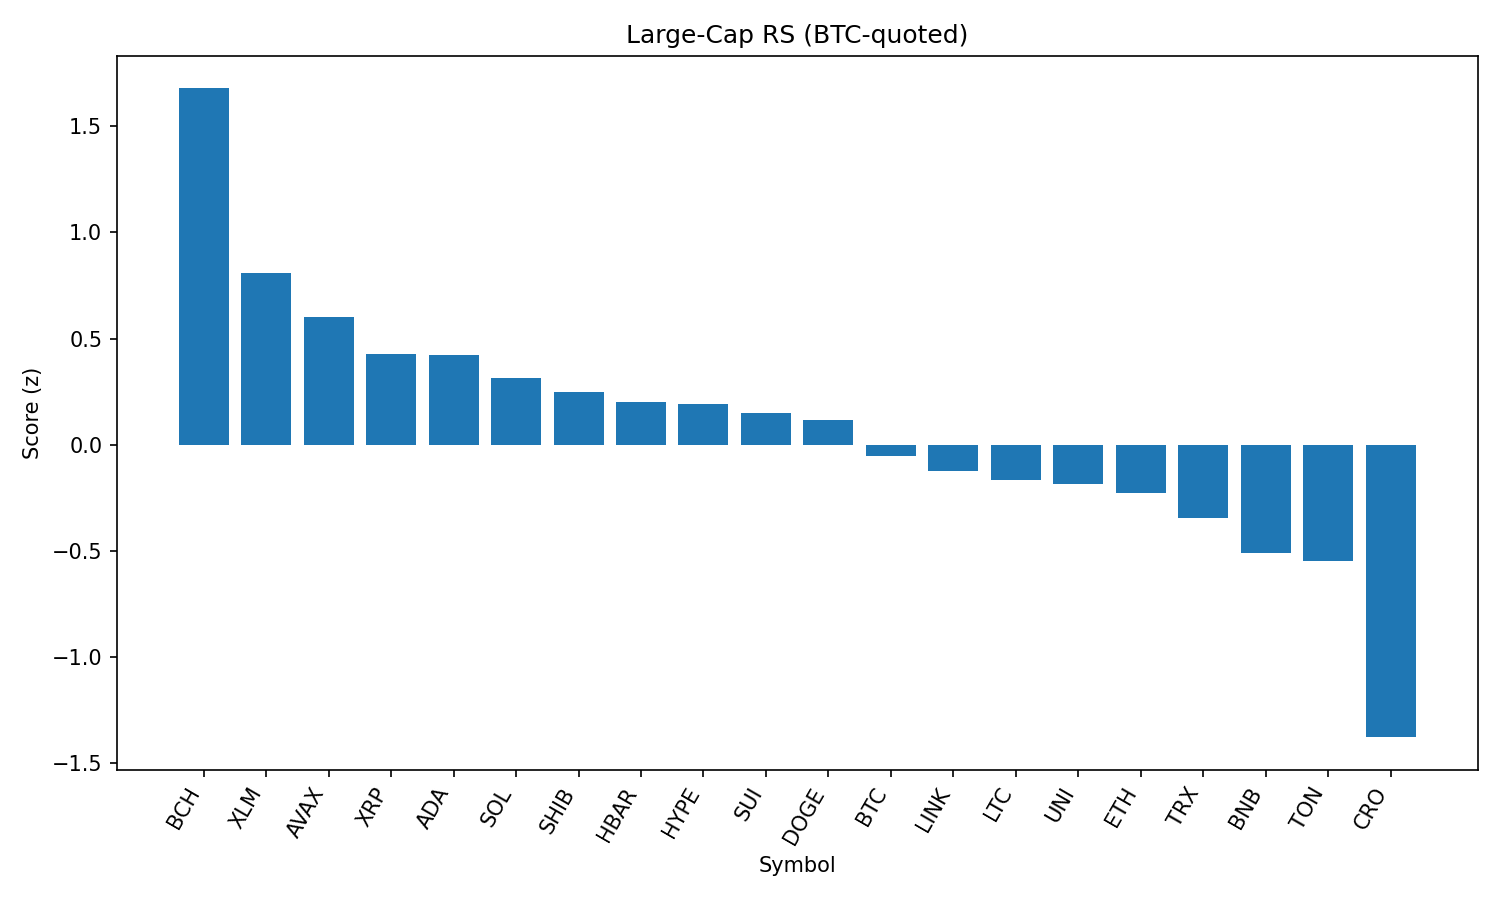 Large-Cap RS (BTC-quoted)
Score (z)
1.5
1.0
0.5
0.0
−0.5
−1.0
−1.5
BCH
XLM
AVAX
XRP
ADA
SOL
SHIB
HBAR
HYPE
SUI
DOGE
BTC
LINK
LTC
UNI
ETH
TRX
BNB
TON
CRO
Symbol